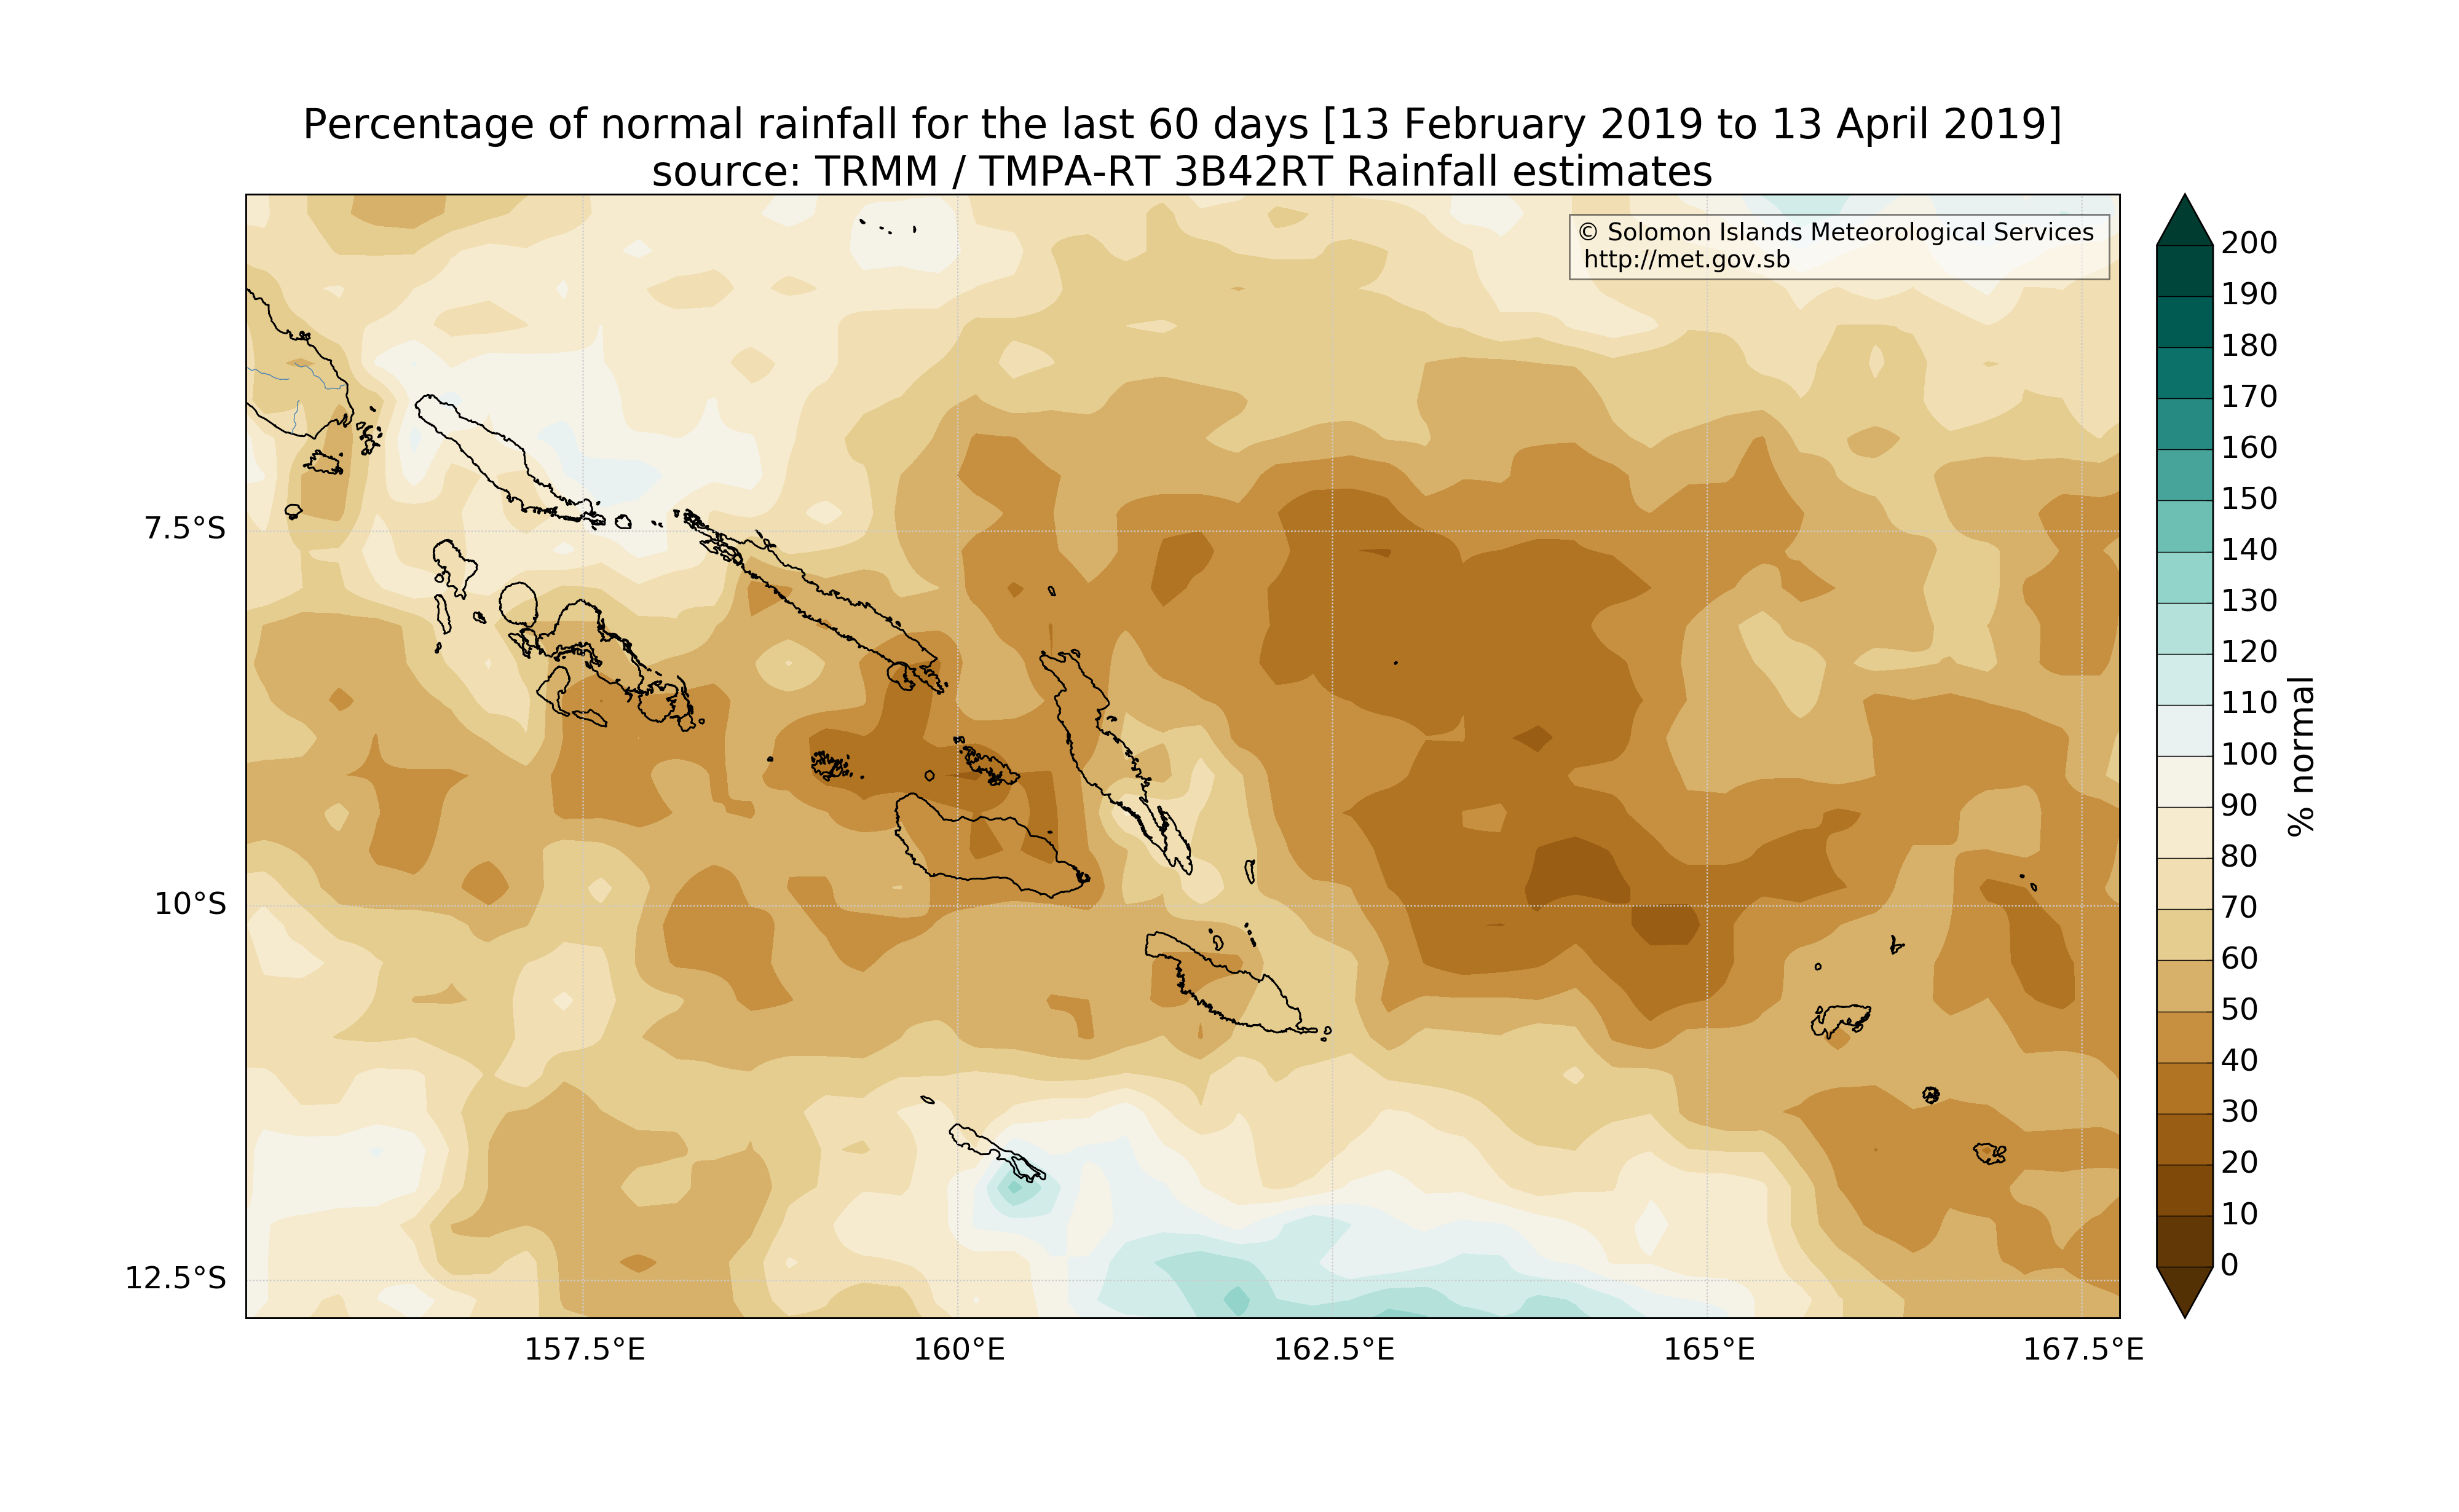 Percentage of normal rainfall for the last 60 days [13 February 2019 to 13 April 2019]
source: TRMM / TMPA-RT 3B42RT Rainfall estimates
© Solomon Islands Meteorological Services
http://met.gov.sb
7.5°S
10°S
12.5°S
157.5°E
160°E
162.5°E
165°E
167.5°E
200
190
180
170
160
150
140
130
120
110
100
90
80
70
60
50
40
30
20
10
0
% normal